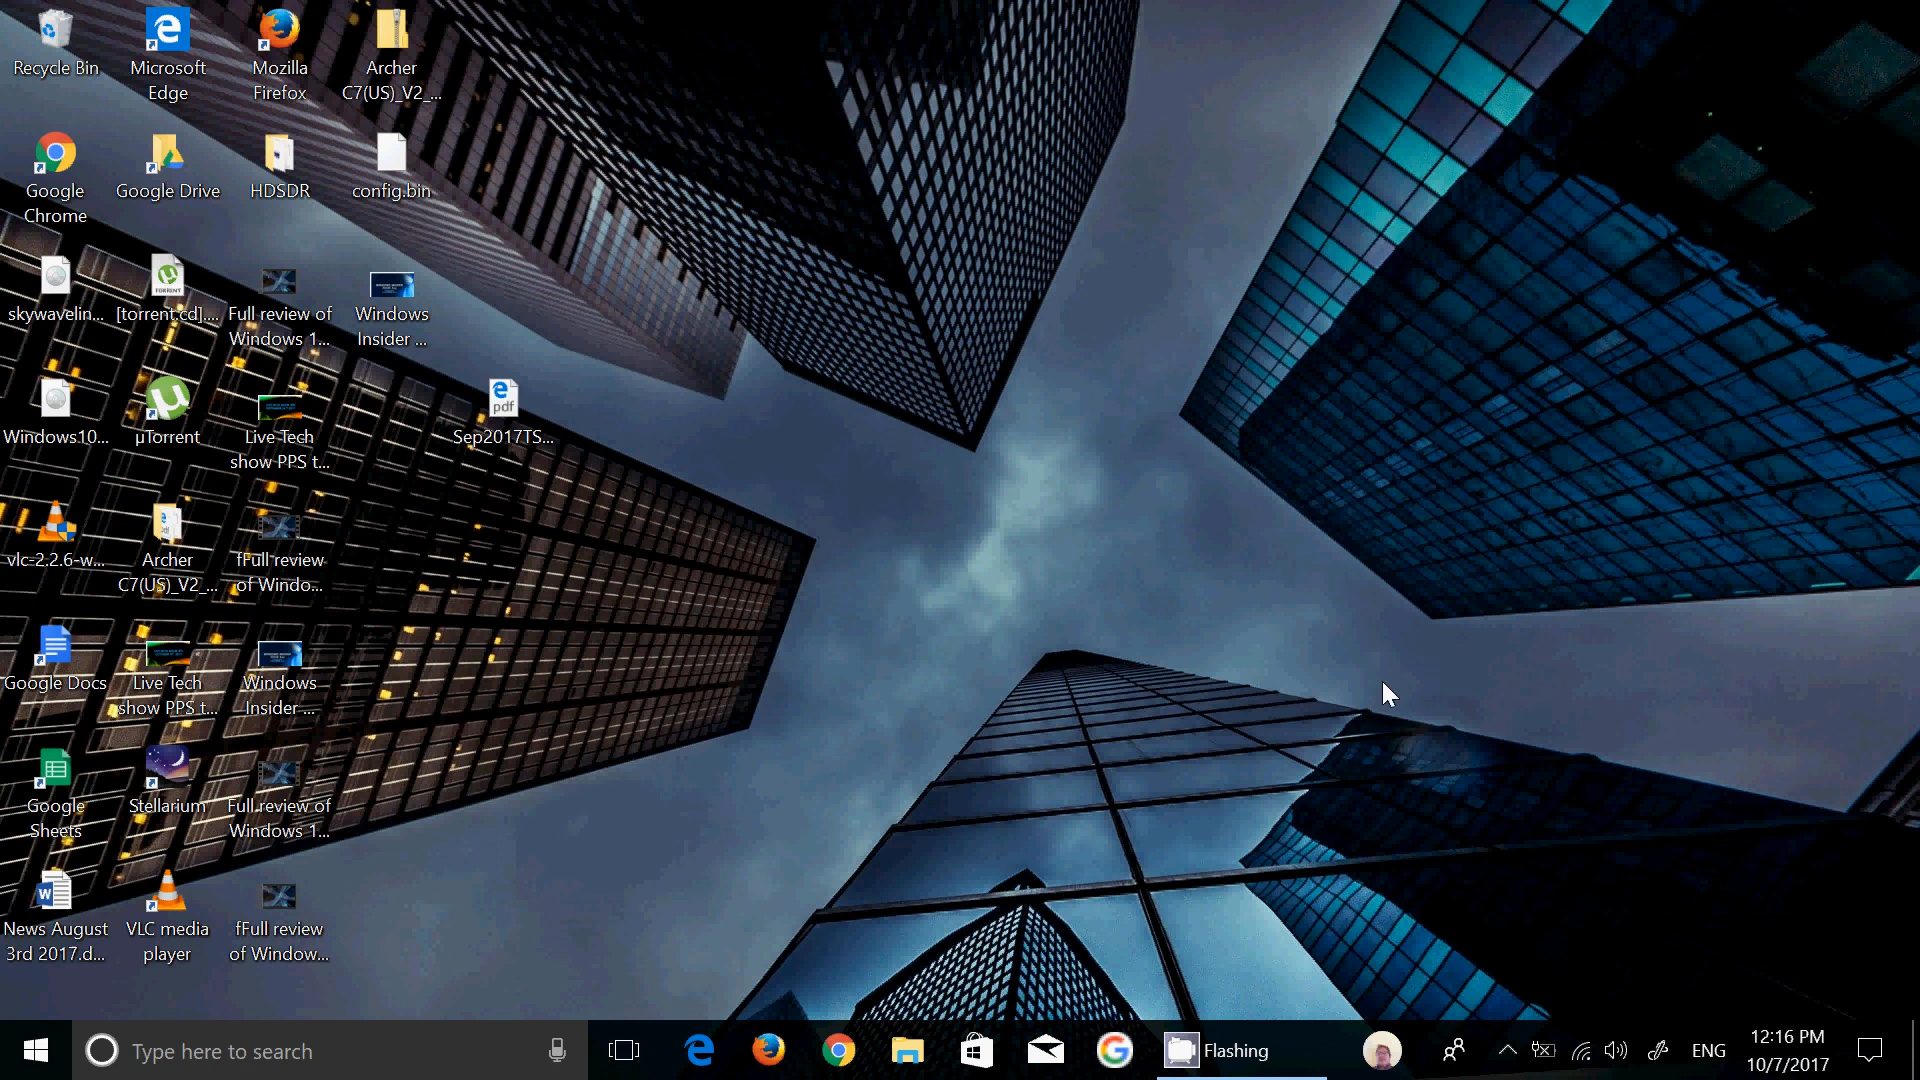 Recycle Bin
Microsoft
Edge
Mozilla
Firefox
Archer
C7(US)_V2_...
Google
Chrome
Google Drive
HDSDR
config.bin
skywavelin...
[torrent.cd]....
TORRENT
Full review of
Windows 1...
Windows
Insider ...
Windows10...
µTorrent
Live Tech
show PPS t...
pdf
Sep2017TS...
vlc-2.2.6-w...
Archer
C7(US)_V2_...
fFull review
of Windo...
Google Docs
Live Tech
show PPS t...
Windows
Insider ...
Google
Sheets
Stellarium
Full review of
Windows 1...
News August
3rd 2017.d...
VLC media
player
fFull review
of Window...
Type here to search
Flashing
ENG
12:16 PM
10/7/2017